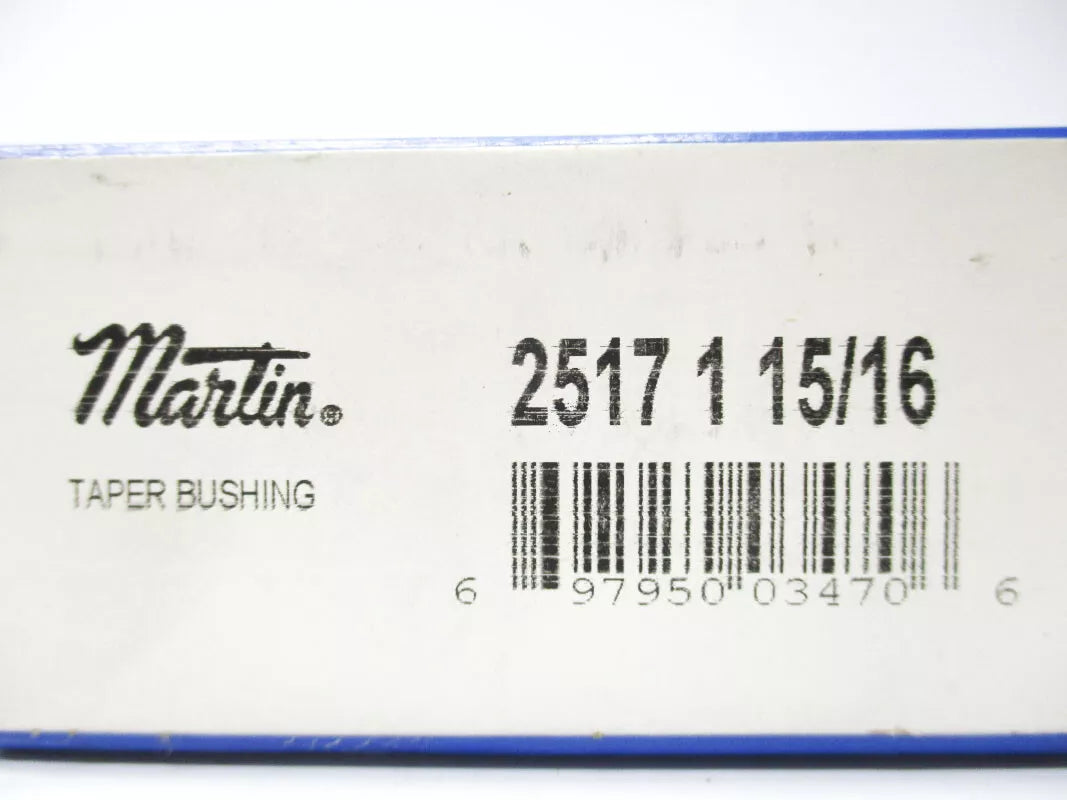 Martin®
2517 1 15/16
TAPER BUSHING
6 97950 03470 6